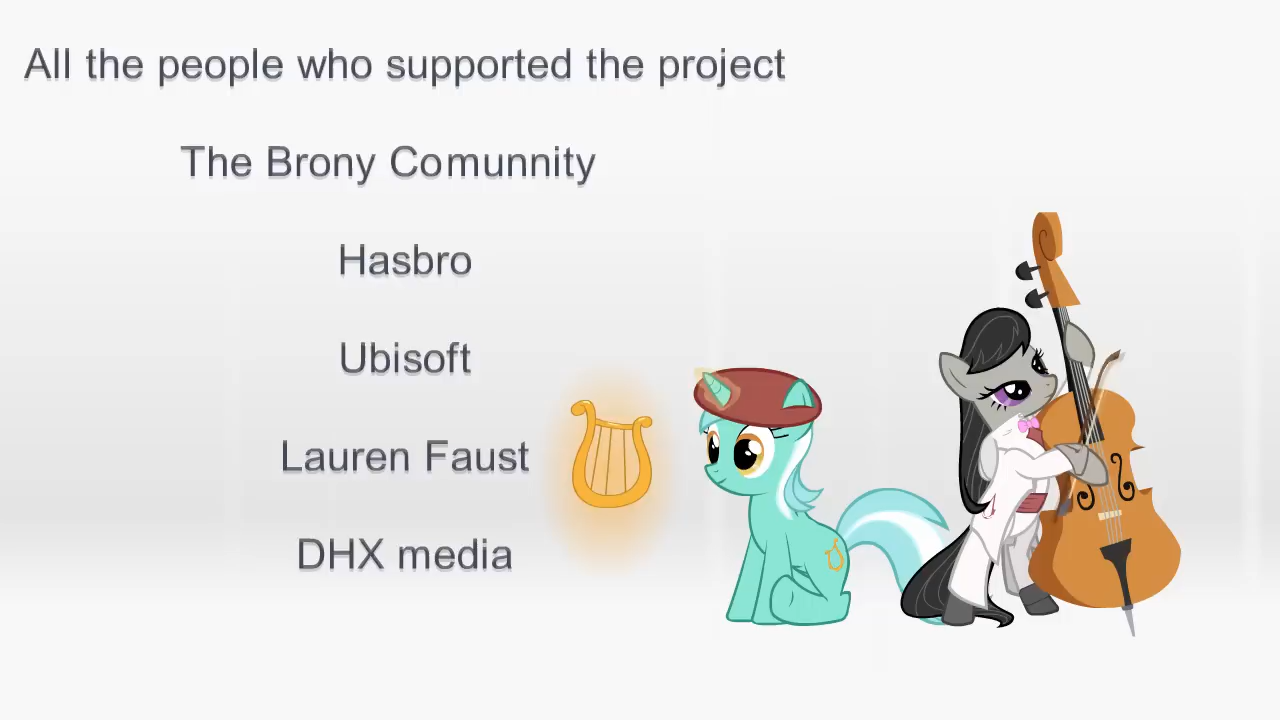 All the people who supported the project
The Brony Comunnity
Hasbro
Ubisoft
Lauren Faust
DHX media